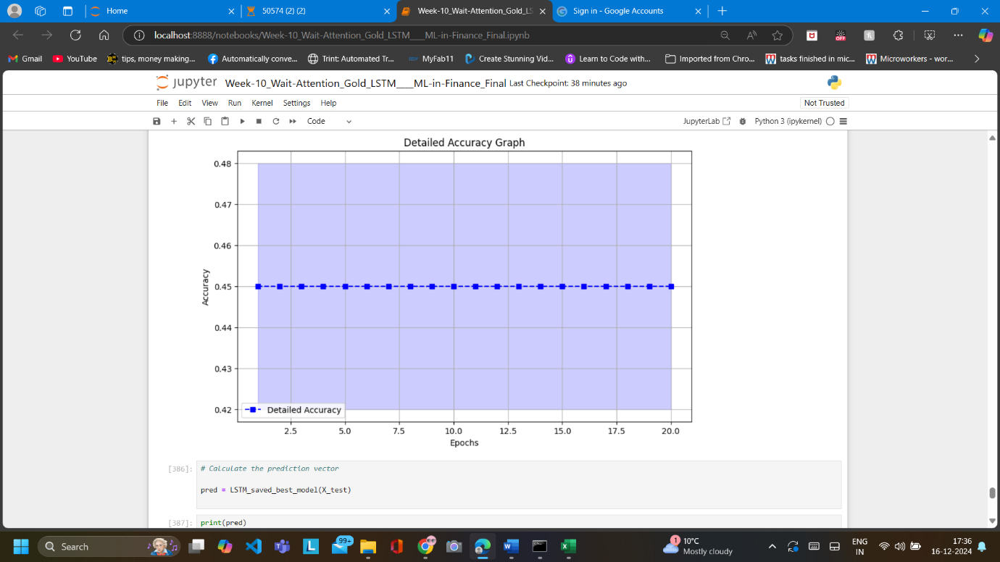 Home
50574 (2) (2)
Week-10_Wait-Attention_Gold_LS
Sign in - Google Accounts
localhost:8888/notebooks/Week-10_Wait-Attention_Gold_LSTM____ML-in-Finance_Final.ipynb
OFF
Gmail
YouTube
tips, money making...
Automatically conve...
Trint: Automated Tr...
MyFab11
Create Stunning Vid...
Learn to Code with...
Imported from Chro...
tasks finished in mic...
Microworkers - wor...
jupyter Week-10_Wait-Attention_Gold_LSTM____ML-in-Finance_Final Last Checkpoint: 38 minutes ago
File Edit View Run Kernel Settings Help
Not Trusted
Code
JupyterLab
Python 3 (ipykernel)
Detailed Accuracy Graph
0.48
0.47
0.46
0.45
0.44
0.43
0.42
Accuracy
Detailed Accuracy
2.5 5.0 7.5 10.0 12.5 15.0 17.5 20.0
Epochs
[386]: # Calculate the prediction vector
pred = LSTM_saved_best_model(X_test)
[387]: print(pred)
Search
99+
1
10°C
Mostly cloudy
ENG
IN
17:36
16-12-2024